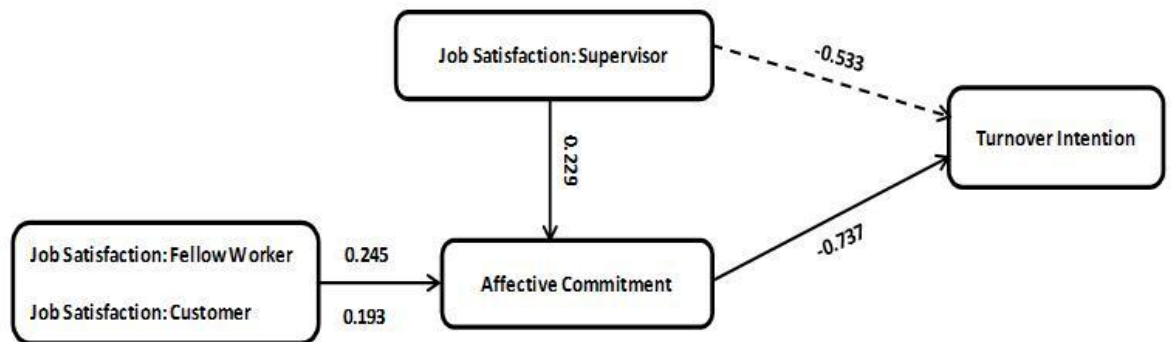 Job Satisfaction: Supervisor
-0.533
Turnover Intention
0.229
Job Satisfaction: Fellow Worker
0.245
Affective Commitment
-0.737
Job Satisfaction: Customer
0.193